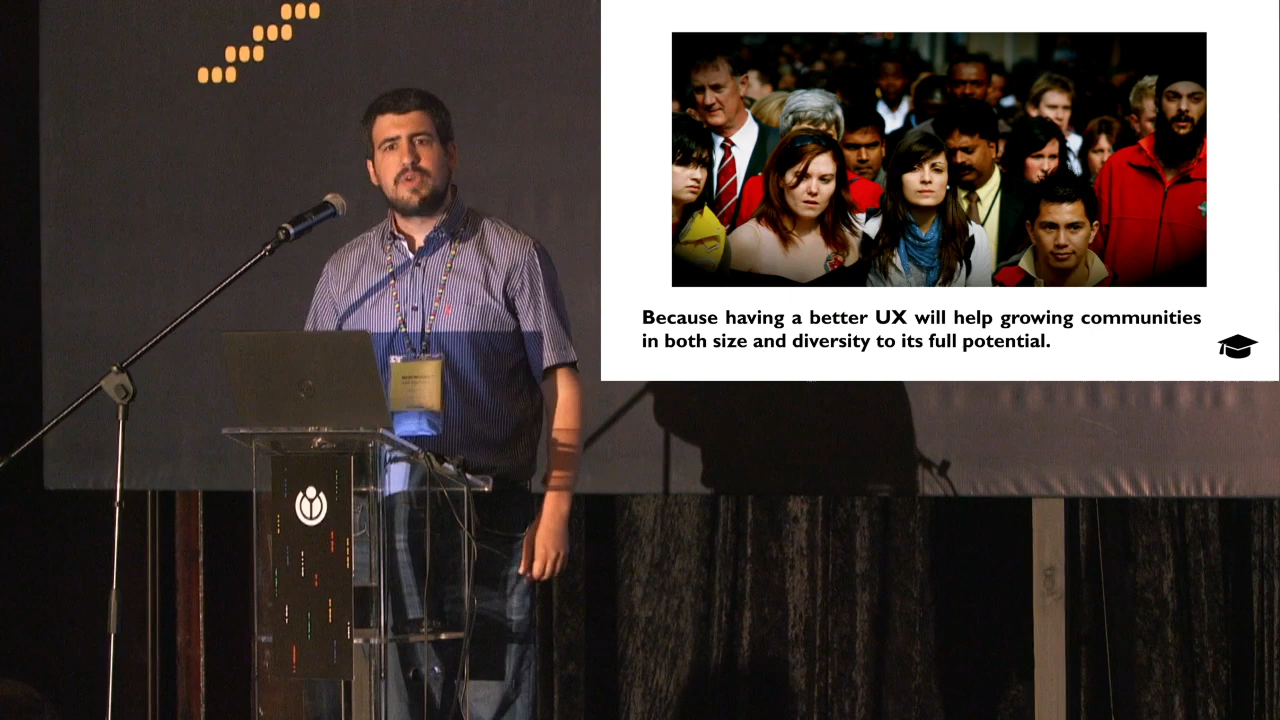 Because having a better UX will help growing communities
in both size and diversity to its full potential.